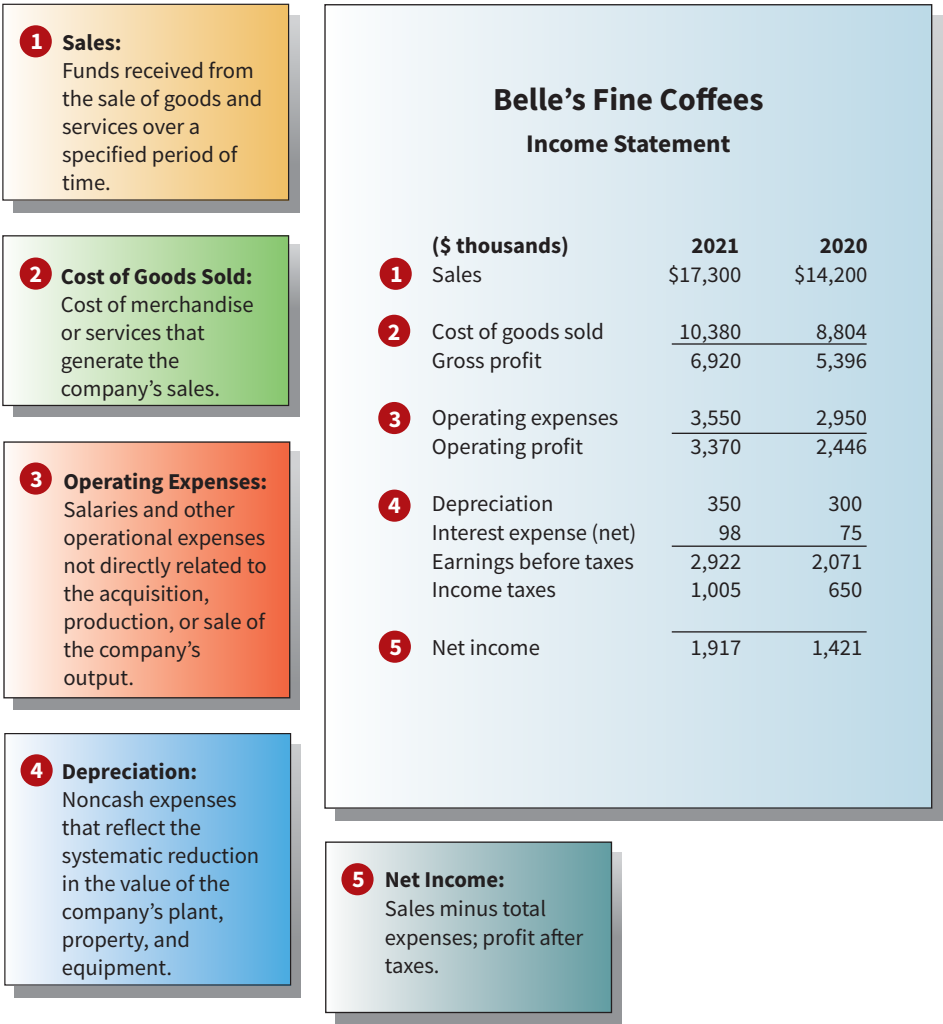 1 Sales:
Funds received from
the sale of goods and
services over a
specified period of
time.
2 Cost of Goods Sold:
Cost of merchandise
or services that
generate the
company’s sales.
3 Operating Expenses:
Salaries and other
operational expenses
not directly related to
the acquisition,
production, or sale of
the company’s
output.
4 Depreciation:
Noncash expenses
that reflect the
systematic reduction
in the value of the
company’s plant,
property, and
equipment.
Belle’s Fine Coffees
Income Statement
($ thousands) 2021 2020
1 Sales $17,300 $14,200
2 Cost of goods sold 10,380 8,804
Gross profit 6,920 5,396
3 Operating expenses 3,550 2,950
Operating profit 3,370 2,446
4 Depreciation 350 300
Interest expense (net) 98 75
Earnings before taxes 2,922 2,071
Income taxes 1,005 650
5 Net income 1,917 1,421
5 Net Income:
Sales minus total
expenses; profit after
taxes.